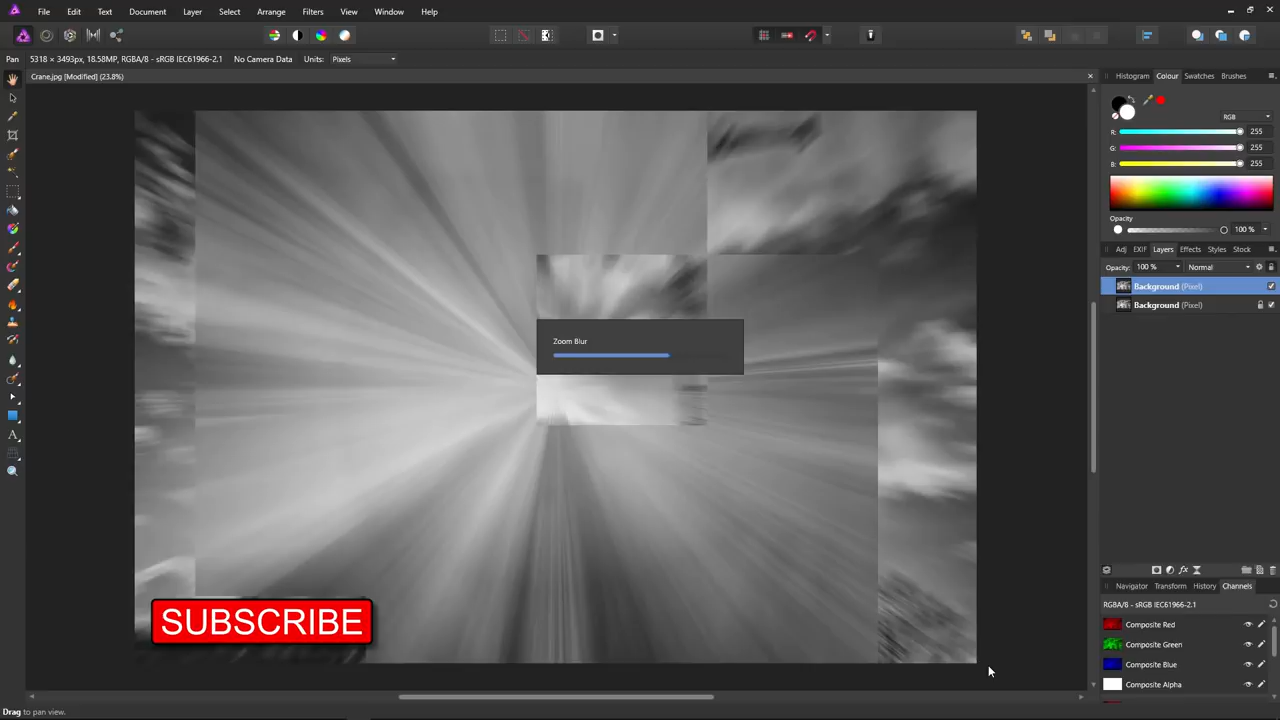 File Edit Text Document Layer Select Arrange Filters View Window Help
Pan 5318 × 3493px, 18.58MP, RGBA/8 - sRGB IEC61966-2.1 No Camera Data Units: Pixels
Crane.jpg [Modified] (23.8%)
Histogram Colour Swatches Brushes
RGB
R: 255
G: 255
B: 255
Opacity
100 %
Adj EXIF Layers Effects Styles Stock
Opacity: 100 % Normal
Background (Pixel)
Background (Pixel)
Zoom Blur
SUBSCRIBE
Navigator Transform History Channels
RGBA/8 - sRGB IEC61966-2.1
Composite Red
Composite Green
Composite Blue
Composite Alpha
Drag to pan view.